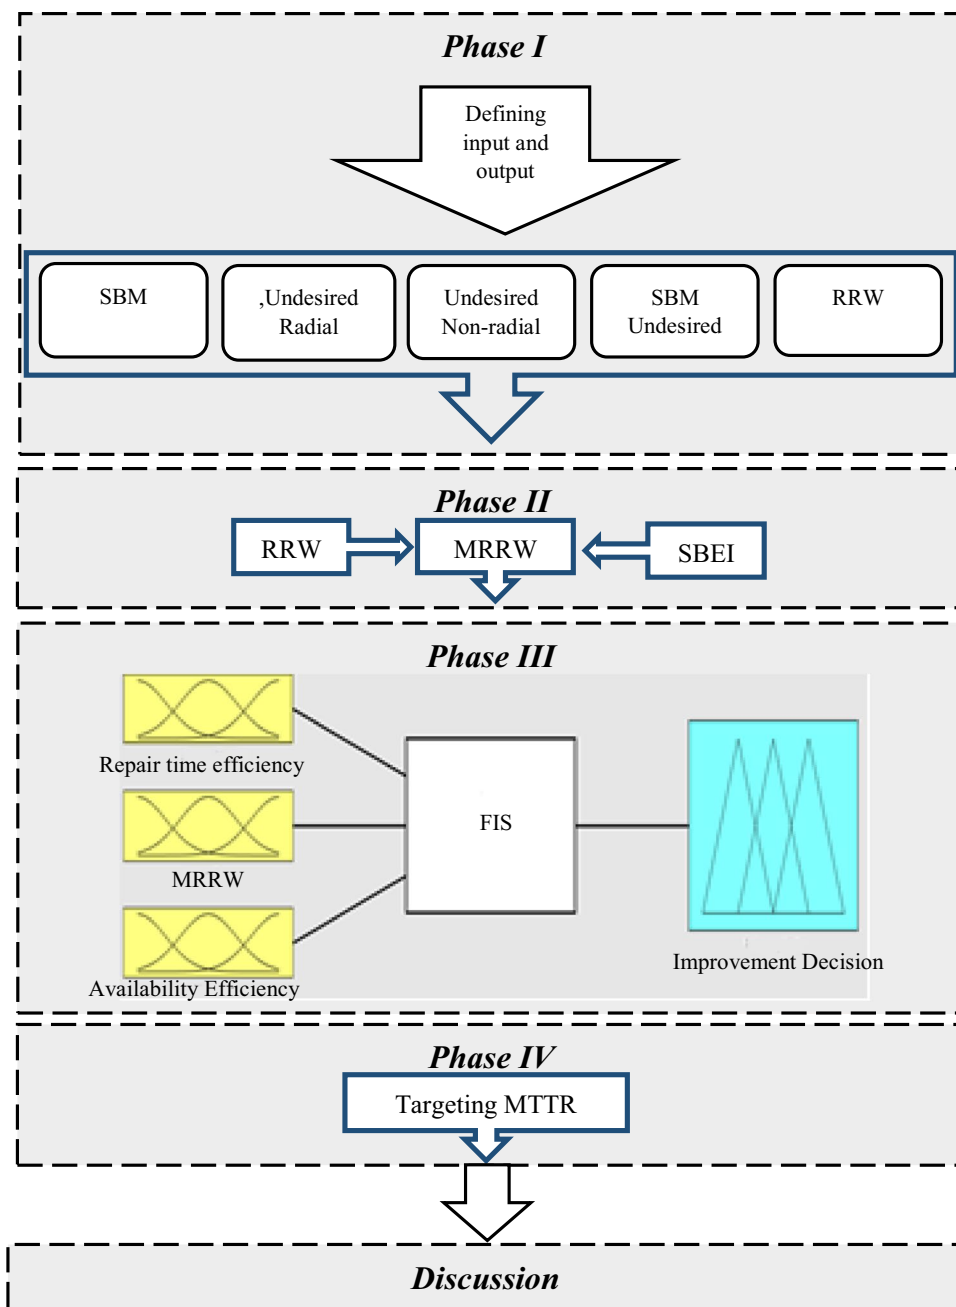 Phase I
Defining
input and
output
SBM
,Undesired
Radial
Undesired
Non-radial
SBM
Undesired
RRW
Phase II
RRW
MRRW
SBEI
Phase III
Repair time efficiency
MRRW
Availability Efficiency
FIS
Improvement Decision
Phase IV
Targeting MTTR
Discussion